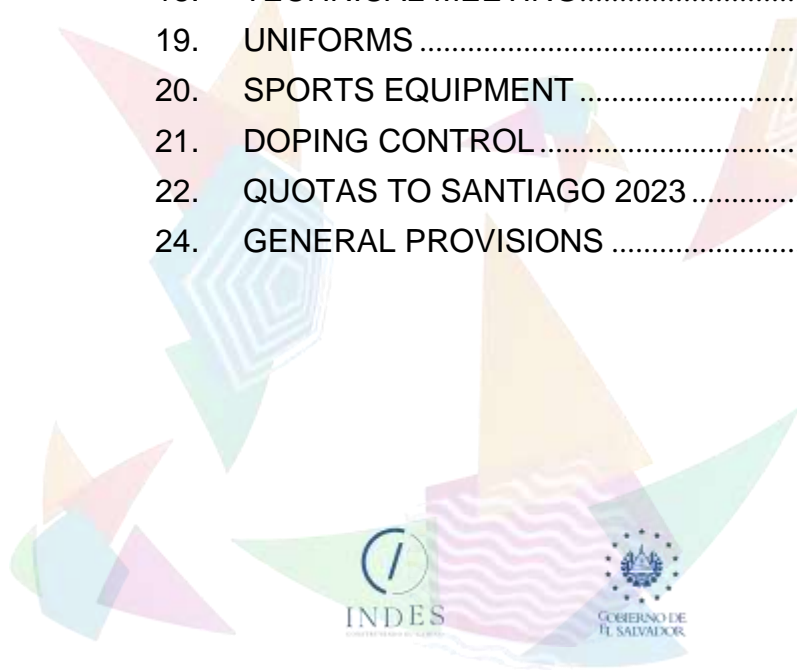 19. UNIFORMS ................................................
20. SPORTS EQUIPMENT ...........................
21. DOPING CONTROL ................................
22. QUOTAS TO SANTIAGO 2023 .............
24. GENERAL PROVISIONS .......................
INDES
GOBIERNO DE
EL SALVADOR